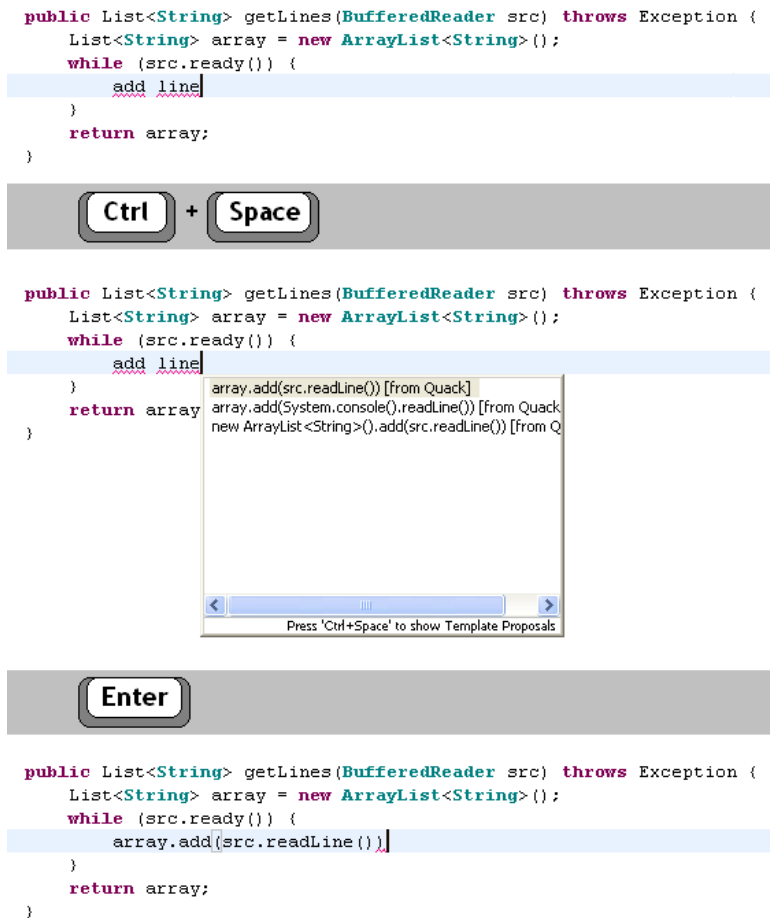 public List<String> getLines(BufferedReader src) throws Exception {
List<String> array = new ArrayList<String>();
while (src.ready()) {
add line
}
return array;
}
Ctrl + Space
public List<String> getLines(BufferedReader src) throws Exception {
List<String> array = new ArrayList<String>();
while (src.ready()) {
add line
}
array.add(src.readLine()) [from Quack]
return array
array.add(System.console().readLine()) [from Quack
new ArrayList<String>().add(src.readLine()) [from Q
}
Press 'Ctrl+Space' to show Template Proposals
Enter
public List<String> getLines(BufferedReader src) throws Exception {
List<String> array = new ArrayList<String>();
while (src.ready()) {
array.add(src.readLine())
}
return array;
}